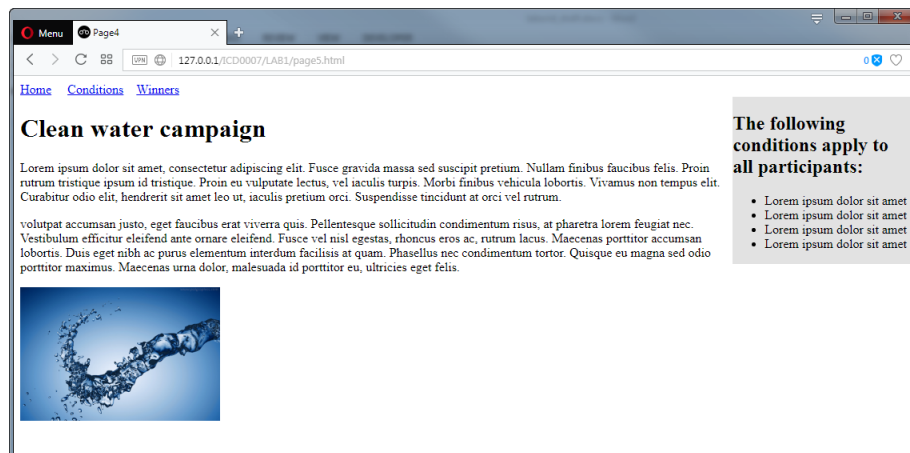 Menu
Page4
VPN 127.0.0.1/ICD0007/LAB1/page5.html 0
Home Conditions Winners
Clean water campaign
Lorem ipsum dolor sit amet, consectetur adipiscing elit. Fusce gravida massa sed suscipit pretium. Nullam finibus faucibus felis. Proin
rutrum tristique ipsum id tristique. Proin eu vulputate lectus, vel iaculis turpis. Morbi finibus vehicula lobortis. Vivamus non tempus elit.
Curabitur odio elit, hendrerit sit amet leo ut, iaculis pretium orci. Suspendisse tincidunt at orci vel rutrum.
volutpat accumsan justo, eget faucibus erat viverra quis. Pellentesque sollicitudin condimentum risus, at pharetra lorem feugiat nec.
Vestibulum efficitur eleifend ante ornare eleifend. Fusce vel nisl egestas, rhoncus eros ac, rutrum lacus. Maecenas porttitor accumsan
lobortis. Duis eget nibh ac purus elementum interdum facilisis at quam. Phasellus nec condimentum tortor. Quisque eu magna sed odio
porttitor maximus. Maecenas urna dolor, malesuada id porttitor eu, ultricies eget felis.
The following
conditions apply to
all participants:
Lorem ipsum dolor sit amet
Lorem ipsum dolor sit amet
Lorem ipsum dolor sit amet
Lorem ipsum dolor sit amet